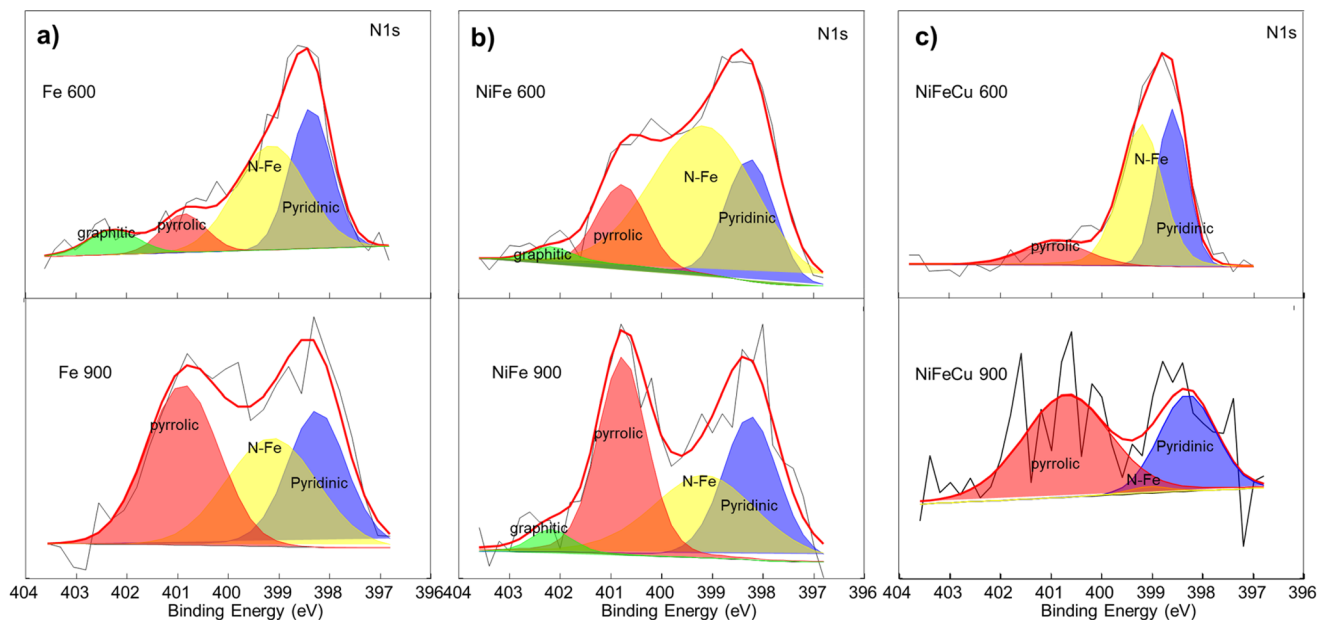 a)
N1s
Fe 600
N-Fe
Pyridinic
pyrrolic
graphitic
Fe 900
pyrrolic
N-Fe
Pyridinic
404 403 402 401 400 399 398 397 396
Binding Energy (eV)
b)
N1s
NiFe 600
N-Fe
Pyridinic
pyrrolic
graphitic
NiFe 900
pyrrolic
N-Fe
Pyridinic
graphitic
404 403 402 401 400 399 398 397 396
Binding Energy (eV)
c)
N1s
NiFeCu 600
N-Fe
Pyridinic
pyrrolic
NiFeCu 900
Pyridinic
pyrrolic
N-Fe
404 403 402 401 400 399 398 397 396
Binding Energy (eV)